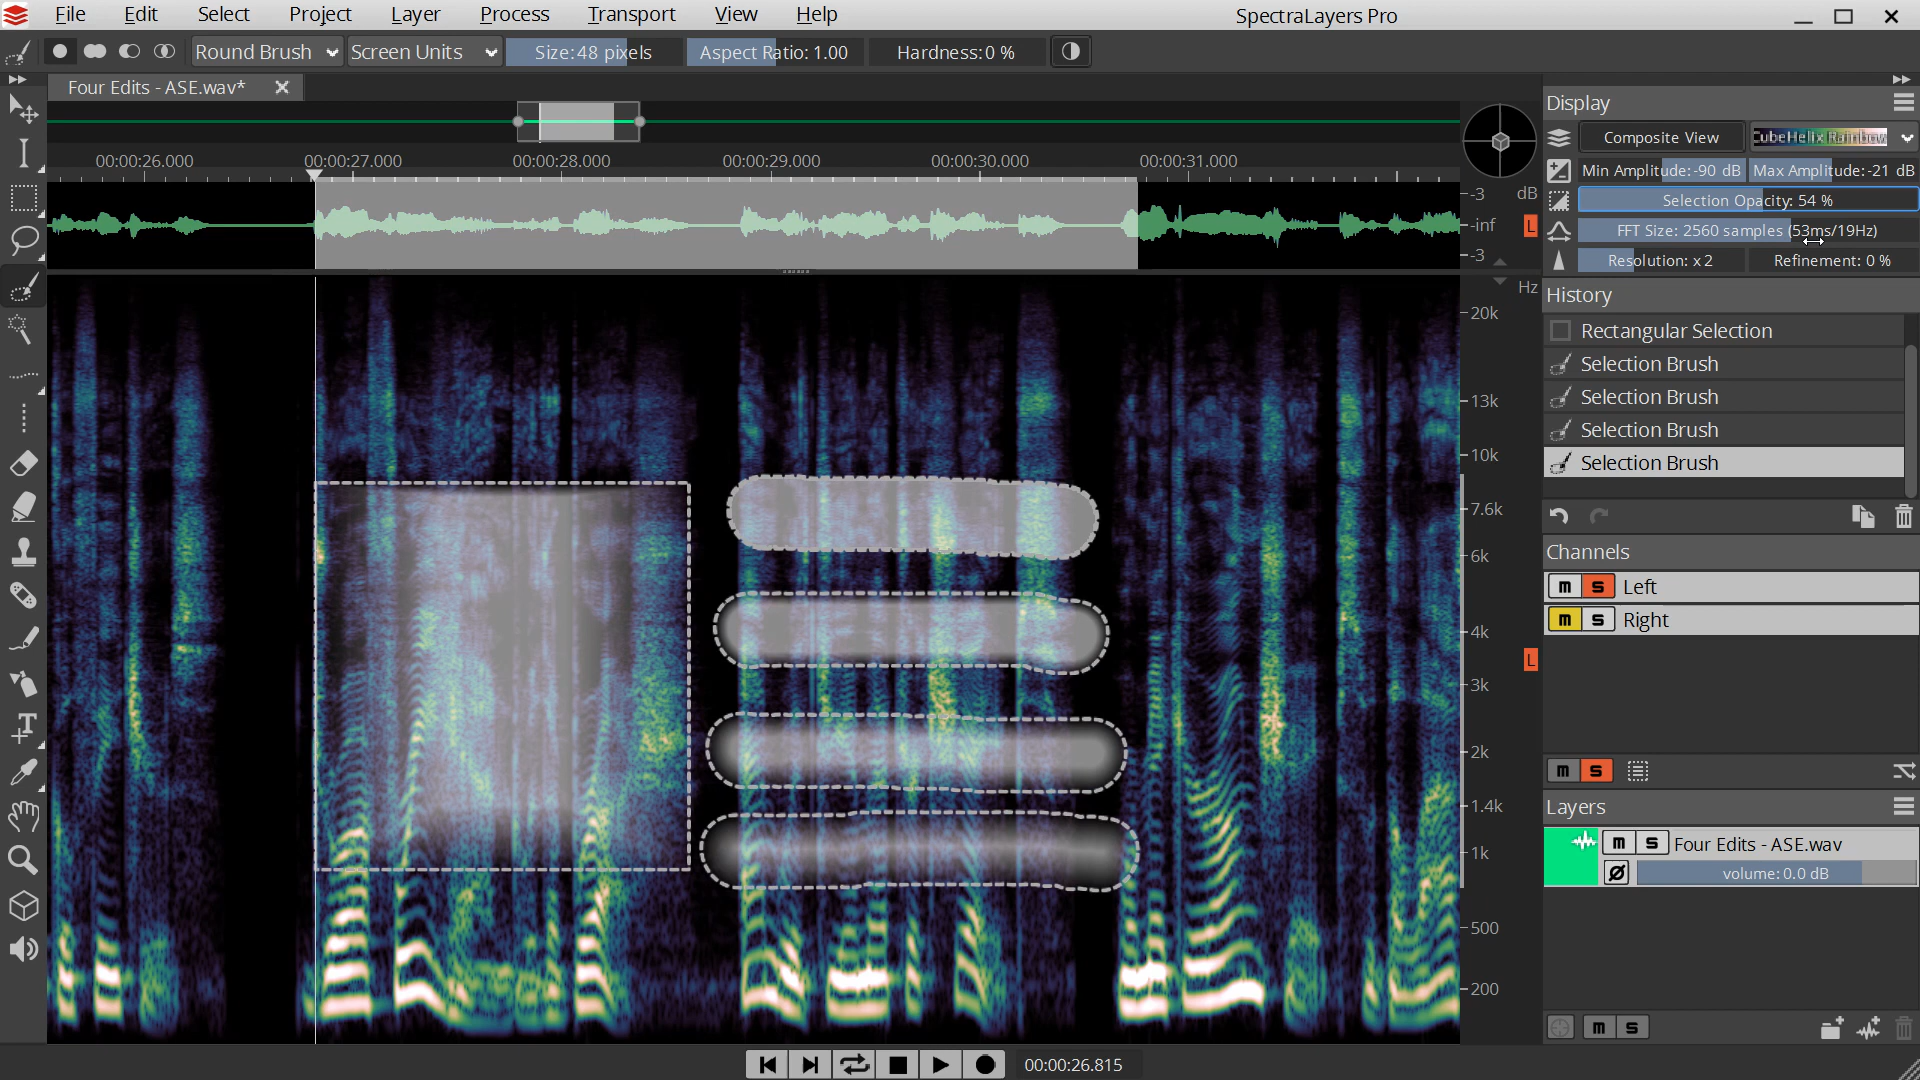 File Edit Select Project Layer Process Transport View Help SpectraLayers Pro
Round Brush Screen Units Size:48 pixels Aspect Ratio: 1.00 Hardness:0 %
Four Edits - ASE.wav*
00:00:26.000 00:00:27.000 00:00:28.000 00:00:29.000 00:00:30.000 00:00:31.000
-3 dB
-inf L
-3
Hz
20k
13k
10k
7.6k
6k
4k
L
3k
2k
1.4k
1k
500
200
Display
Composite View CubeHelix Rainbow
Min Amplitude:-90 dB Max Amplitude:-21 dB
Selection Opacity: 54 %
FFT Size: 2560 samples (53ms/19Hz)
Resolution: x2 Refinement: 0 %
History
Rectangular Selection
Selection Brush
Selection Brush
Selection Brush
Selection Brush
Channels
m s Left
m s Right
m s
Layers
m s Four Edits - ASE.wav
volume: 0.0 dB
m s
00:00:26.815